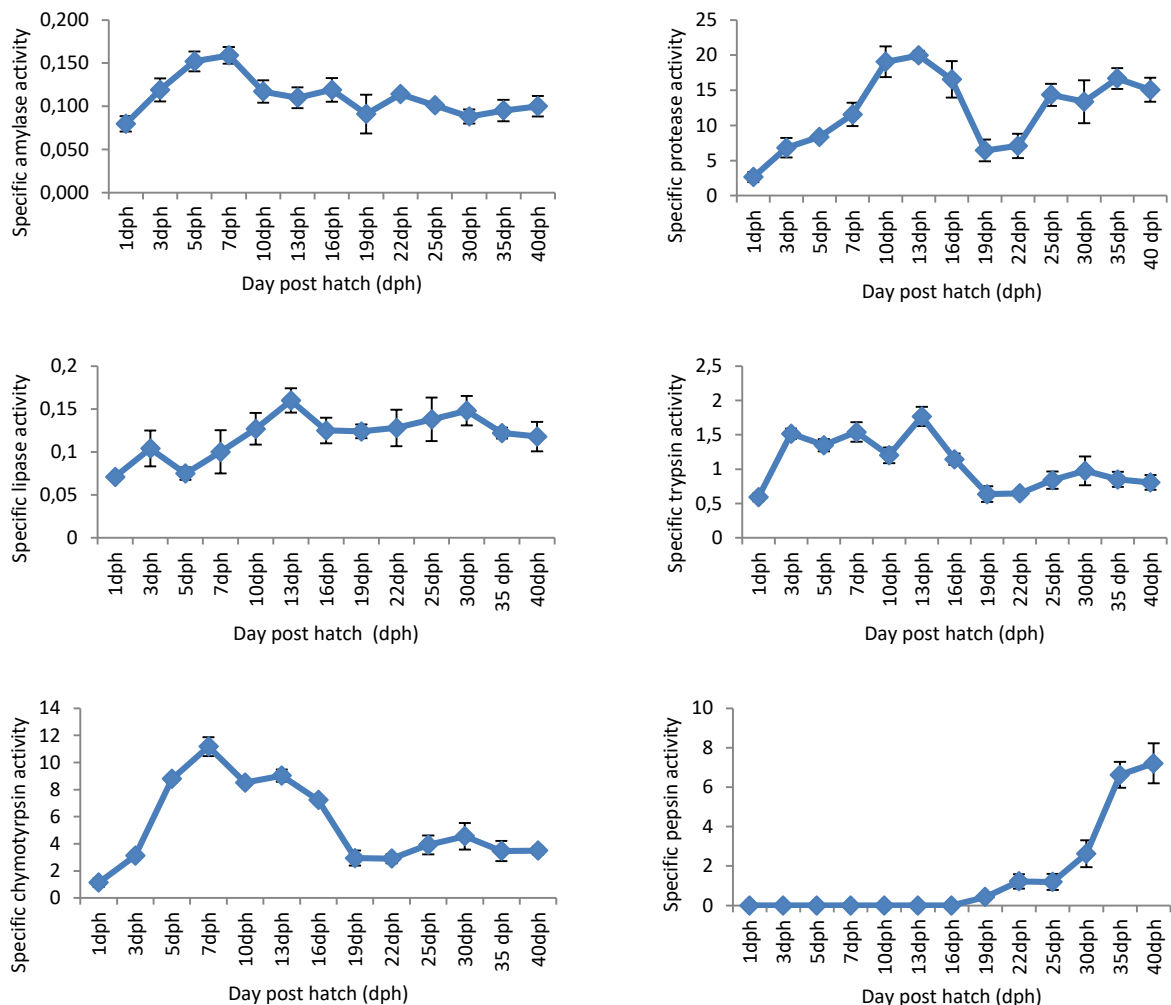 Specific amylase activity
0,200
0,150
0,100
0,050
0,000
1dph 3dph 5dph 7dph 10dph 13dph 16dph 19dph 22dph 25dph 30dph 35dph 40dph
Day post hatch (dph)
Specific protease activity
25
20
15
10
5
0
1dph 3dph 5dph 7dph 10dph 13dph 16dph 19dph 22dph 25dph 30dph 35dph 40 dph
Day post hatch (dph)
Specific lipase activity
0,2
0,15
0,1
0,05
0
1dph 3dph 5dph 7dph 10dph 13dph 16dph 19dph 22dph 25dph 30dph 35 dph 40dph
Day post hatch (dph)
Specific trypsin activity
2,5
2
1,5
1
0,5
0
1dph 3dph 5dph 7dph 10dph 13dph 16dph 19dph 22dph 25dph 30dph 35 dph 40dph
Day post hatch (dph)
Specific chymotyrpsin activity
14
12
10
8
6
4
2
0
1dph 3dph 5dph 7dph 10dph 13dph 16dph 19dph 22dph 25dph 30dph 35dph 40dph
Day post hatch (dph)
Specific pepsin activity
10
8
6
4
2
0
1dph 3dph 5dph 7dph 10dph 13dph 16dph 19dph 22dph 25dph 30dph 35dph 40dph
Day post hatch (dph)